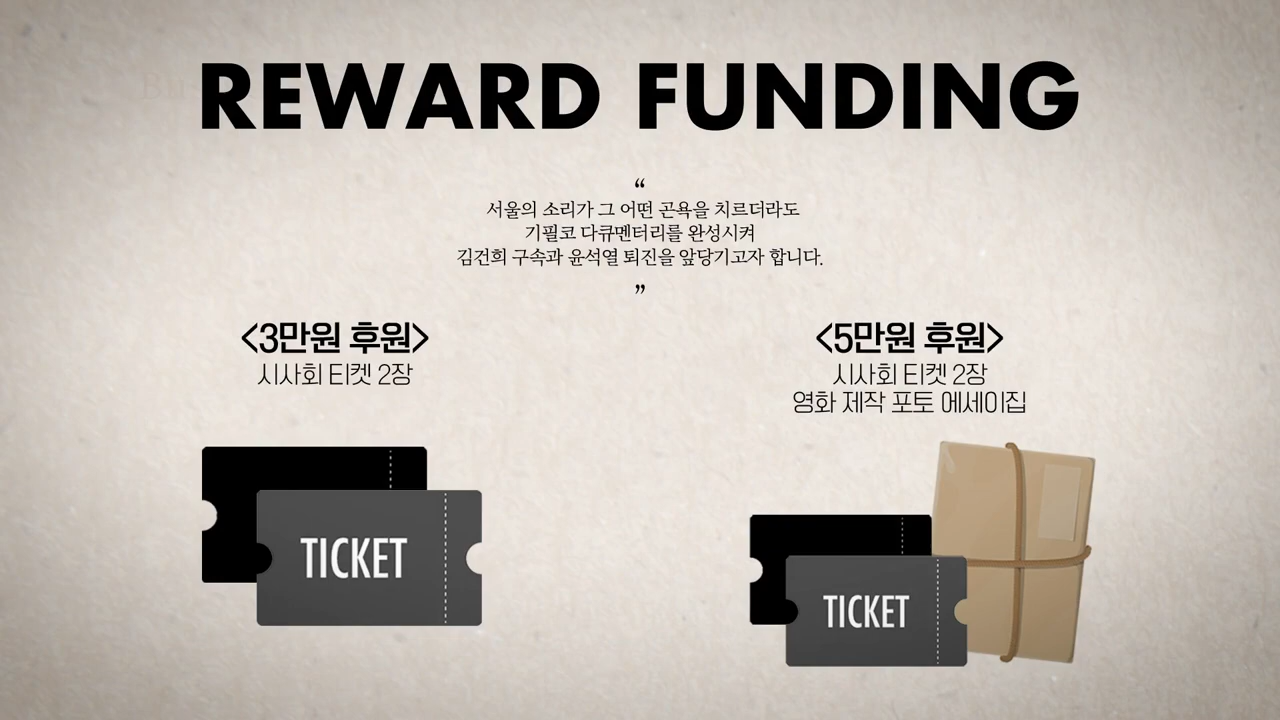 REWARD FUNDING
“
서울의 소리가 그 어떤 곤욕을 치르더라도
기필코 다큐멘터리를 완성시켜
김건희 구속과 윤석열 퇴진을 앞당기고자 합니다.
”
<3만원 후원>
시사회 티켓 2장
<5만원 후원>
시사회 티켓 2장
영화 제작 포토 에세이집
TICKET
TICKET